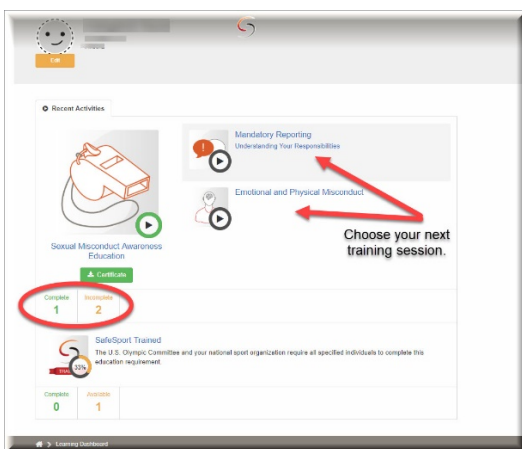 Edit
Recent Activities
Mandatory Reporting
Understanding Your Responsibilities
Emotional and Physical Misconduct
Choose your next
training session.
Sexual Misconduct Awareness
Education
Certificate
Complete
Incomplete
1
2
SafeSport Trained
The U.S. Olympic Committee and your national sport organization require all specified individuals to complete this
education requirement.
33%
Complete
Available
0
1
Learning Dashboard